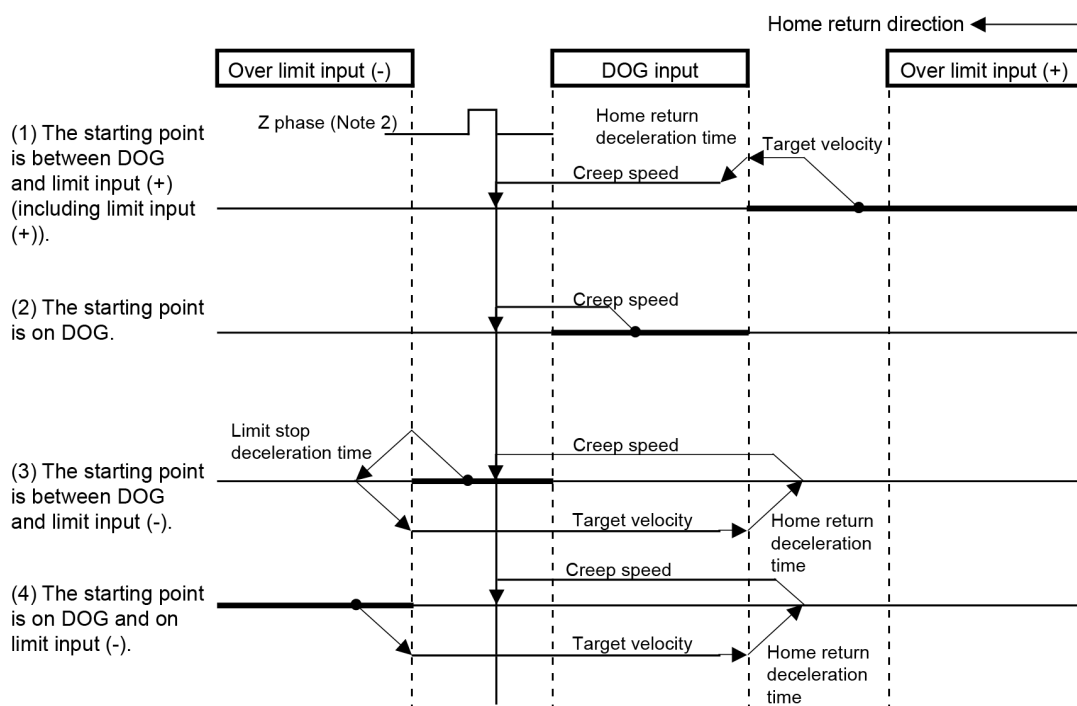 Home return direction
Over limit input (-)
DOG input
Over limit input (+)
(1) The starting point
is between DOG
and limit input (+)
(including limit input
(+)).
Z phase (Note 2)
Home return
deceleration time
Target velocity
Creep speed
(2) The starting point
is on DOG.
Creep speed
(3) The starting point
is between DOG
and limit input (-).
Limit stop
deceleration time
Creep speed
Target velocity
Home return
deceleration
time
(4) The starting point
is on DOG and on
limit input (-).
Creep speed
Target velocity
Home return
deceleration
time